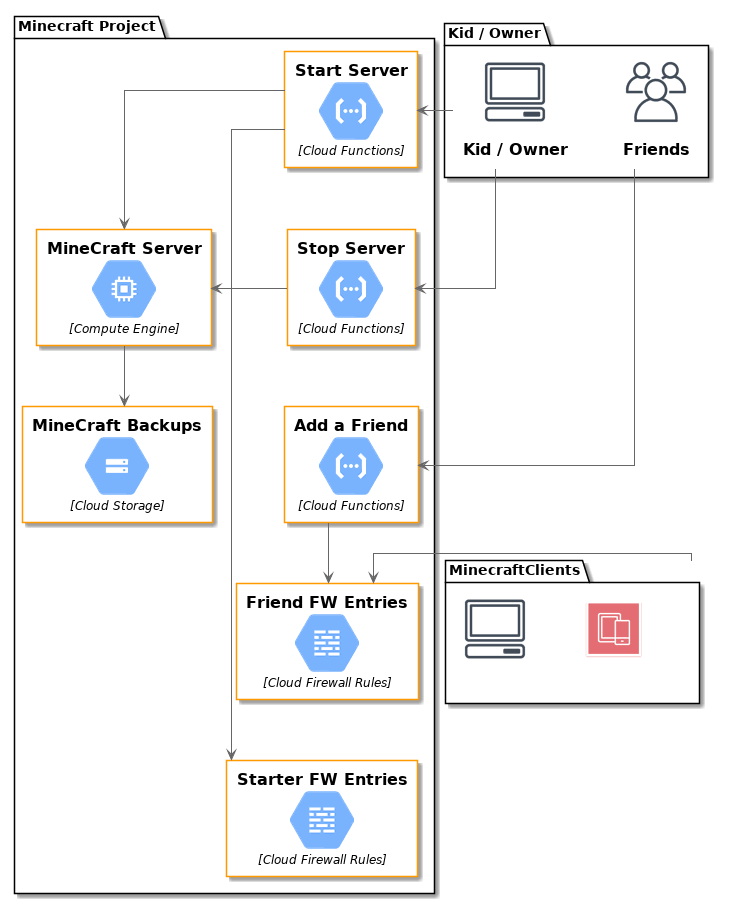 Minecraft Project
Kid / Owner
Start Server
[Cloud Functions]
Kid / Owner
Friends
MineCraft Server
[Compute Engine]
Stop Server
[Cloud Functions]
MineCraft Backups
[Cloud Storage]
Add a Friend
[Cloud Functions]
MinecraftClients
Friend FW Entries
[Cloud Firewall Rules]
Starter FW Entries
[Cloud Firewall Rules]